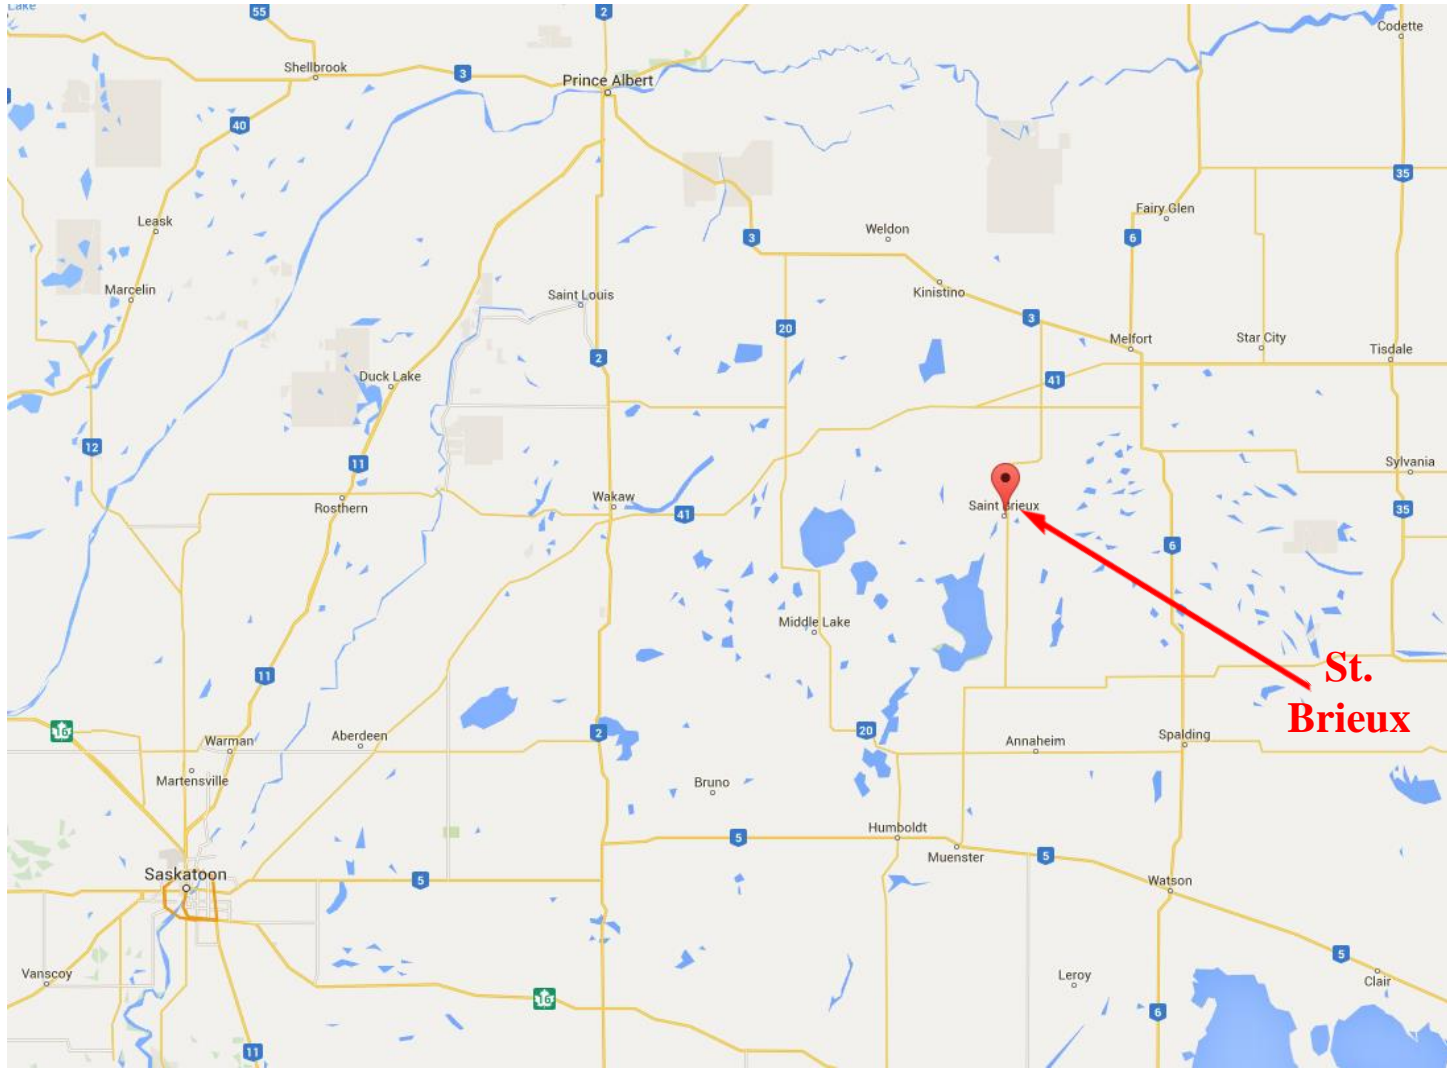 Lake
55
2
Codette
Shellbrook
3
Prince Albert
40
35
Leask
Fairy Glen
Weldon
3
6
Marcelin
Saint Louis
Kinistino
3
20
Melfort
Star City
Tisdale
2
Duck Lake
41
12
11
Sylvania
Rosthern
Wakaw
41
Saint Brieux
35
6
Middle Lake
11
St.
Brieux
16
Warman
Aberdeen
2
20
Annaheim
Spalding
Martensville
Bruno
Humboldt
5
Muenster
5
Saskatoon
5
Watson
5
Vanscoy
Leroy
Clair
16
6
11